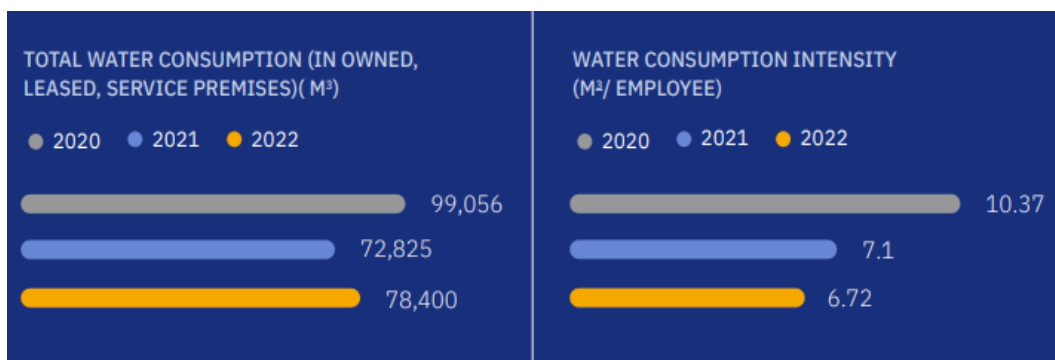 TOTAL WATER CONSUMPTION (IN OWNED,
LEASED, SERVICE PREMISES)( M³)
2020 2021 2022
99,056
72,825
78,400
WATER CONSUMPTION INTENSITY
(M³/ EMPLOYEE)
2020 2021 2022
10.37
7.1
6.72